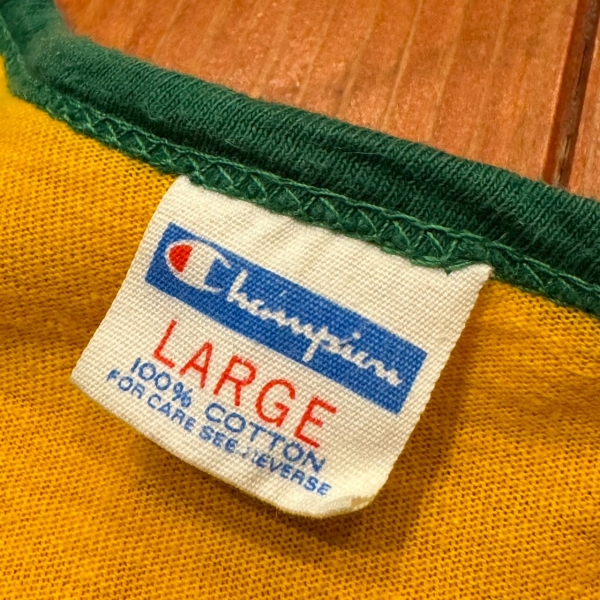 Champion
LARGE
100% COTTON
FOR CARE SEE REVERSE